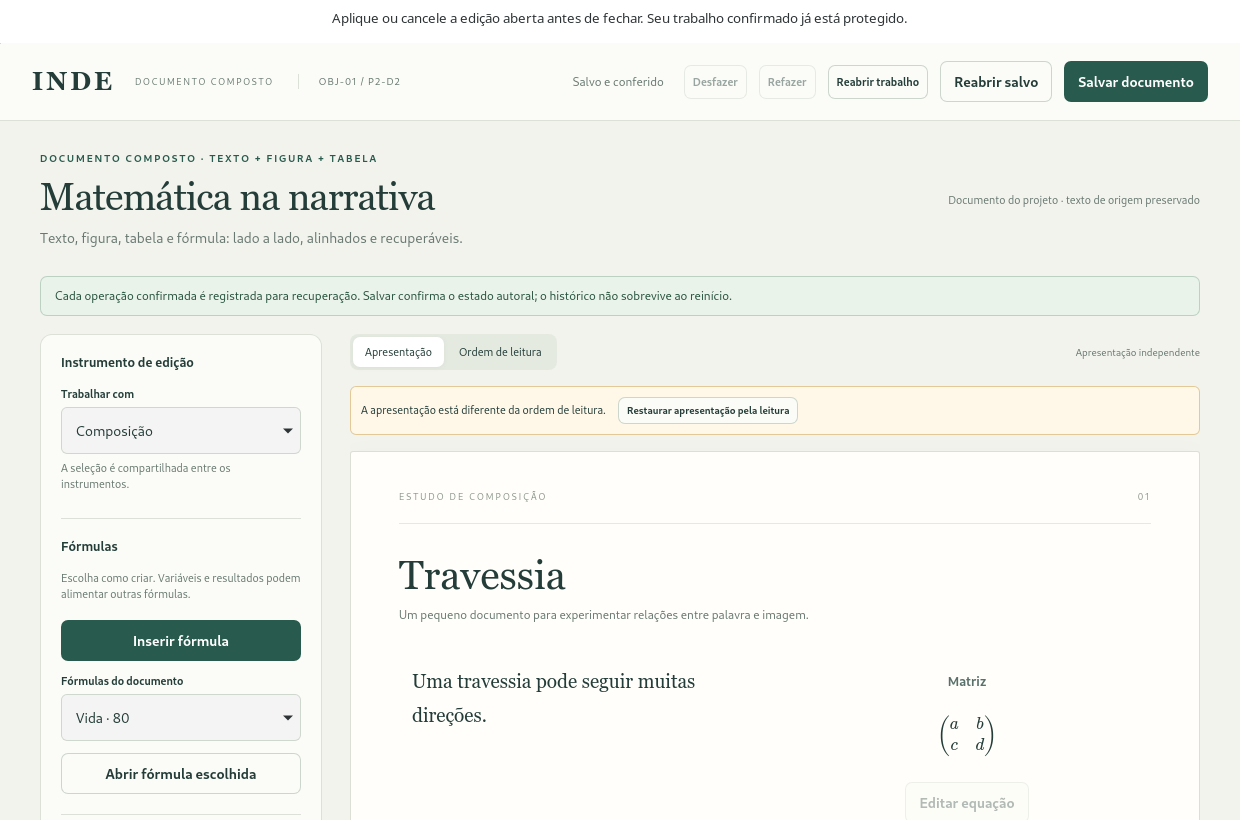 Aplique ou cancele a edição aberta antes de fechar. Seu trabalho confirmado já está protegido.
INDE DOCUMENTO COMPOSTO OBJ-01 / P2-D2 Salvo e conferido Desfazer Refazer Reabrir trabalho Reabrir salvo Salvar documento
DOCUMENTO COMPOSTO · TEXTO + FIGURA + TABELA
Matemática na narrativa
Documento do projeto · texto de origem preservado
Texto, figura, tabela e fórmula: lado a lado, alinhados e recuperáveis.
Cada operação confirmada é registrada para recuperação. Salvar confirma o estado autoral; o histórico não sobrevive ao reinício.
Instrumento de edição
Trabalhar com
Composição
A seleção é compartilhada entre os
instrumentos.
Fórmulas
Escolha como criar. Variáveis e resultados podem
alimentar outras fórmulas.
Inserir fórmula
Fórmulas do documento
Vida · 80
Abrir fórmula escolhida
Apresentação Ordem de leitura Apresentação independente
A apresentação está diferente da ordem de leitura. Restaurar apresentação pela leitura
ESTUDO DE COMPOSIÇÃO 01
Travessia
Um pequeno documento para experimentar relações entre palavra e imagem.
Uma travessia pode seguir muitas
direções.
Matriz
a b
c d
Editar equação